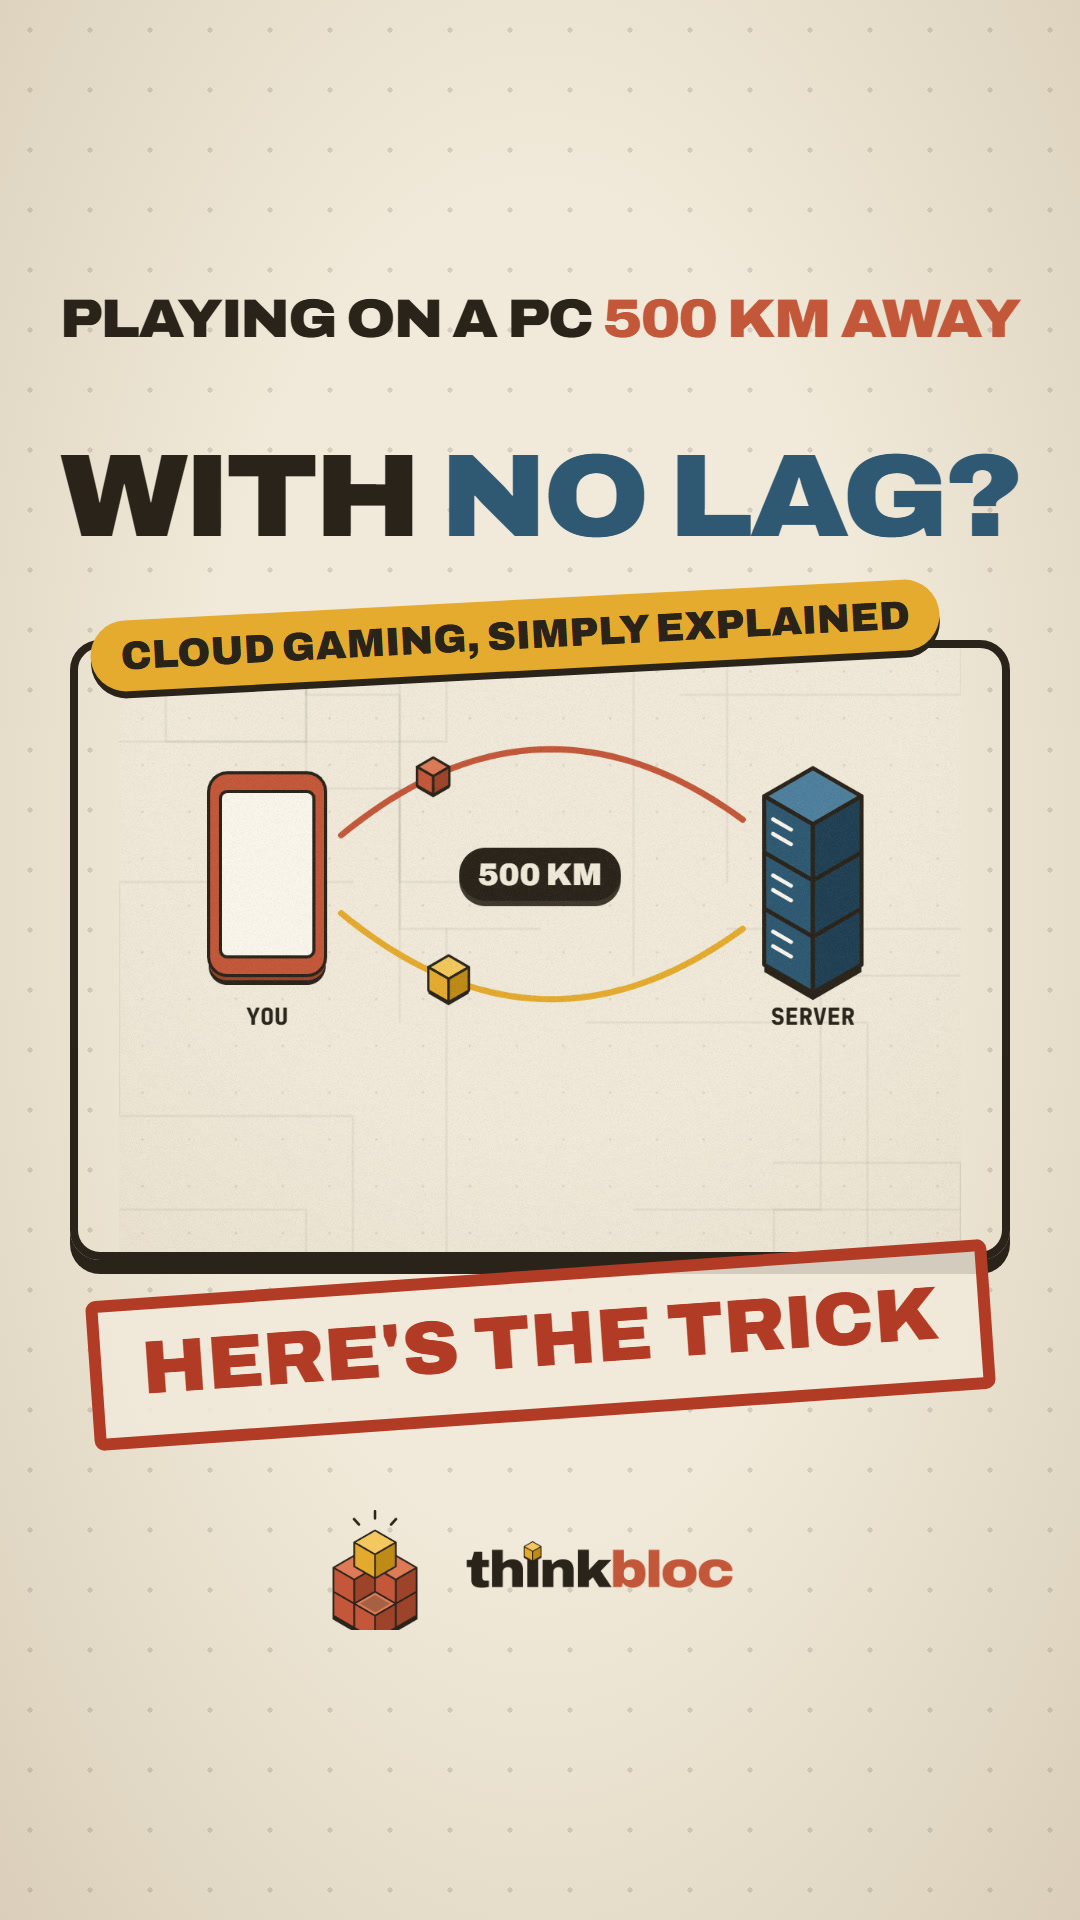 PLAYING ON A PC 500 KM AWAY
WITH NO LAG?
CLOUD GAMING, SIMPLY EXPLAINED
500 KM
YOU
SERVER
HERE'S THE TRICK
thinkbloc